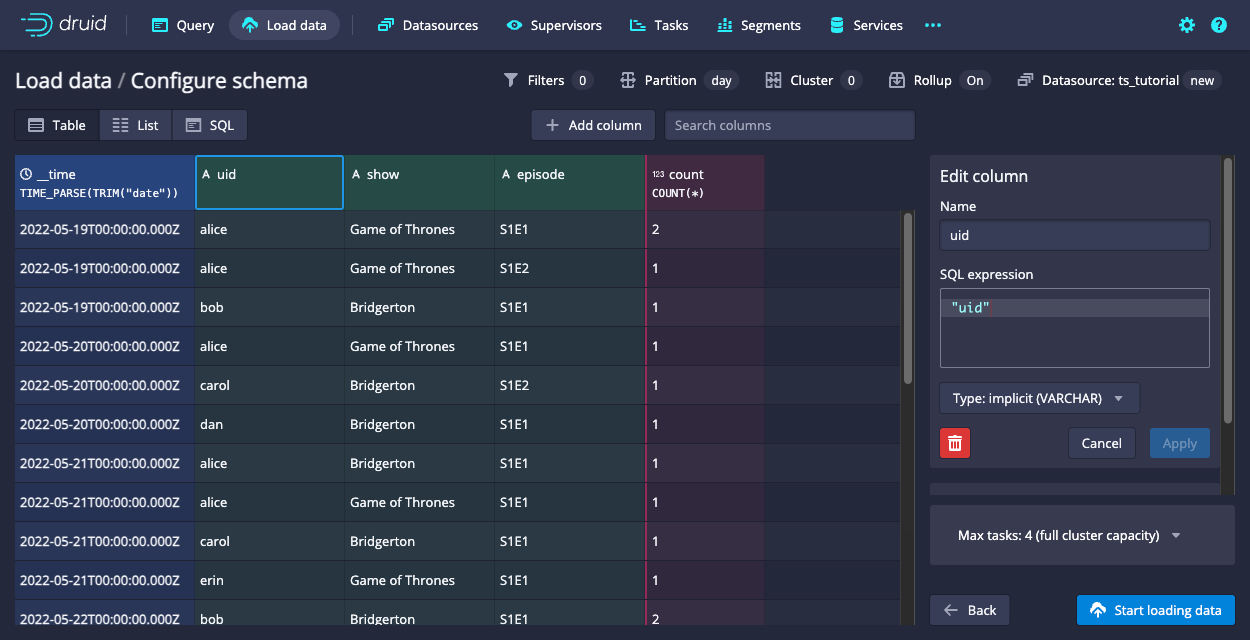 druid Query Load data Datasources Supervisors Tasks Segments Services
Load data / Configure schema Filters 0 Partition day Cluster 0 Rollup On Datasource: ts_tutorial new
Table List SQL Add column Search columns
__time A uid A show A episode 123 count
TIME_PARSE(TRIM("date")) COUNT(*)
2022-05-19T00:00:00.000Z alice Game of Thrones S1E1 2
2022-05-19T00:00:00.000Z alice Game of Thrones S1E2 1
2022-05-19T00:00:00.000Z bob Bridgerton S1E1 1
2022-05-20T00:00:00.000Z alice Game of Thrones S1E1 1
2022-05-20T00:00:00.000Z carol Bridgerton S1E2 1
2022-05-20T00:00:00.000Z dan Bridgerton S1E1 1
2022-05-21T00:00:00.000Z alice Bridgerton S1E1 1
2022-05-21T00:00:00.000Z alice Game of Thrones S1E1 1
2022-05-21T00:00:00.000Z carol Bridgerton S1E1 1
2022-05-21T00:00:00.000Z erin Game of Thrones S1E1 1
2022-05-22T00:00:00.000Z bob Bridgerton S1E1 2
Edit column
Name
uid
SQL expression
"uid"
Type: implicit (VARCHAR)
Cancel Apply
Max tasks: 4 (full cluster capacity)
Back Start loading data